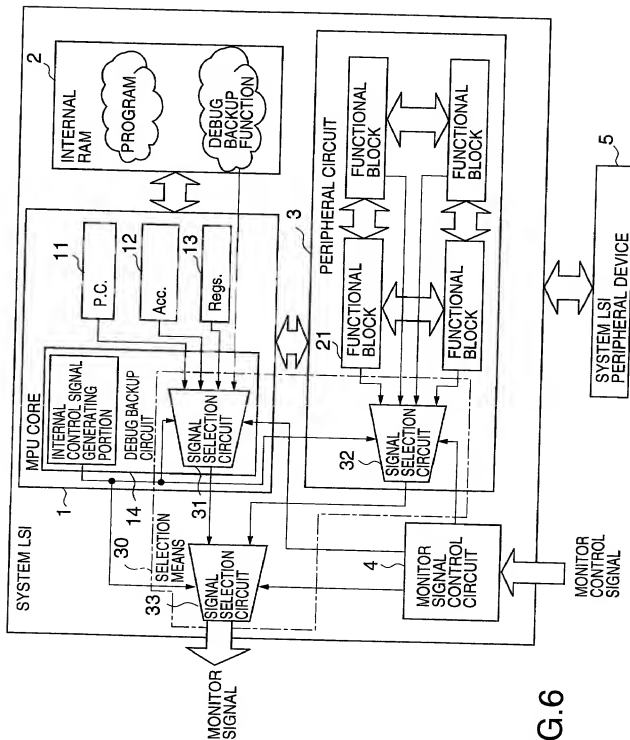 SYSTEM LSI
1
MPU CORE
INTERNAL
CONTROL SIGNAL
GENERATING
PORTION
14
DEBUG BACKUP
CIRCUIT
11
P.C.
12
Acc.
13
Regs.
2
INTERNAL
RAM
PROGRAM
DEBUG
BACKUP
FUNCTION
30
SELECTION
MEANS
31
SIGNAL
SELECTION
CIRCUIT
33
SIGNAL
SELECTION
CIRCUIT
MONITOR
SIGNAL
3
PERIPHERAL CIRCUIT
21
FUNCTIONAL
BLOCK
FUNCTIONAL
BLOCK
FUNCTIONAL
BLOCK
FUNCTIONAL
BLOCK
32
SIGNAL
SELECTION
CIRCUIT
4
MONITOR
SIGNAL
CONTROL
CIRCUIT
MONITOR
CONTROL
SIGNAL
5
SYSTEM LSI
PERIPHERAL DEVICE
G.6